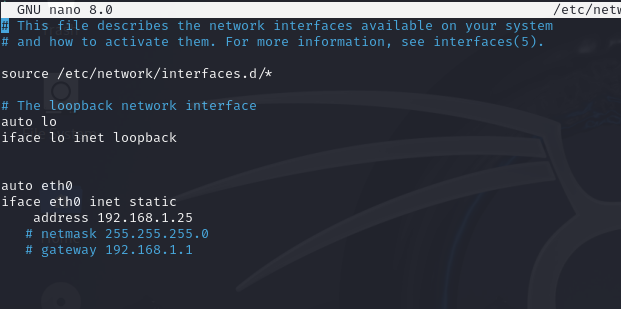 GNU nano 8.0 /etc/netw
# This file describes the network interfaces available on your system
# and how to activate them. For more information, see interfaces(5).
source /etc/network/interfaces.d/*
# The loopback network interface
auto lo
iface lo inet loopback
auto eth0
iface eth0 inet static
address 192.168.1.25
# netmask 255.255.255.0
# gateway 192.168.1.1